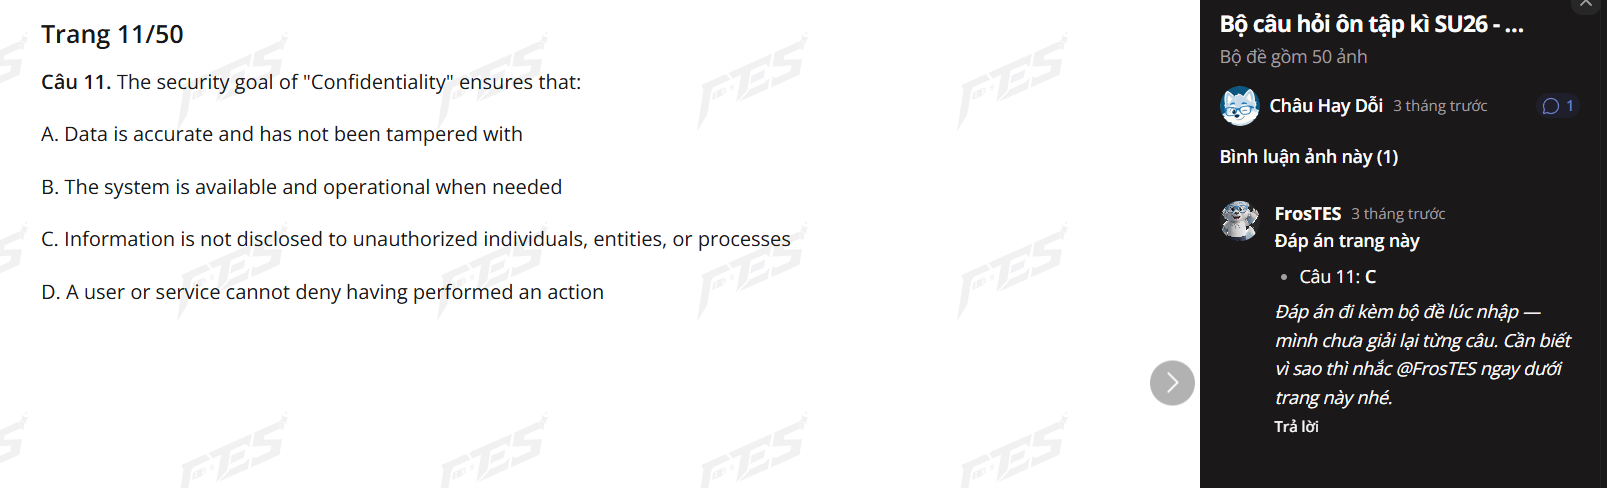 Trang 11/50
Câu 11. The security goal of "Confidentiality" ensures that:
A. Data is accurate and has not been tampered with
B. The system is available and operational when needed
C. Information is not disclosed to unauthorized individuals, entities, or processes
D. A user or service cannot deny having performed an action
Bộ câu hỏi ôn tập kì SU26 - ...
Bộ đề gồm 50 ảnh
Châu Hay Dỗi 3 tháng trước 1
Bình luận ảnh này (1)
FrosTES 3 tháng trước
Đáp án trang này
• Câu 11: C
Đáp án đi kèm bộ đề lúc nhập —
mình chưa giải lại từng câu. Cần biết
vì sao thì nhắc @FrosTES ngay dưới
trang này nhé.
Trả lời